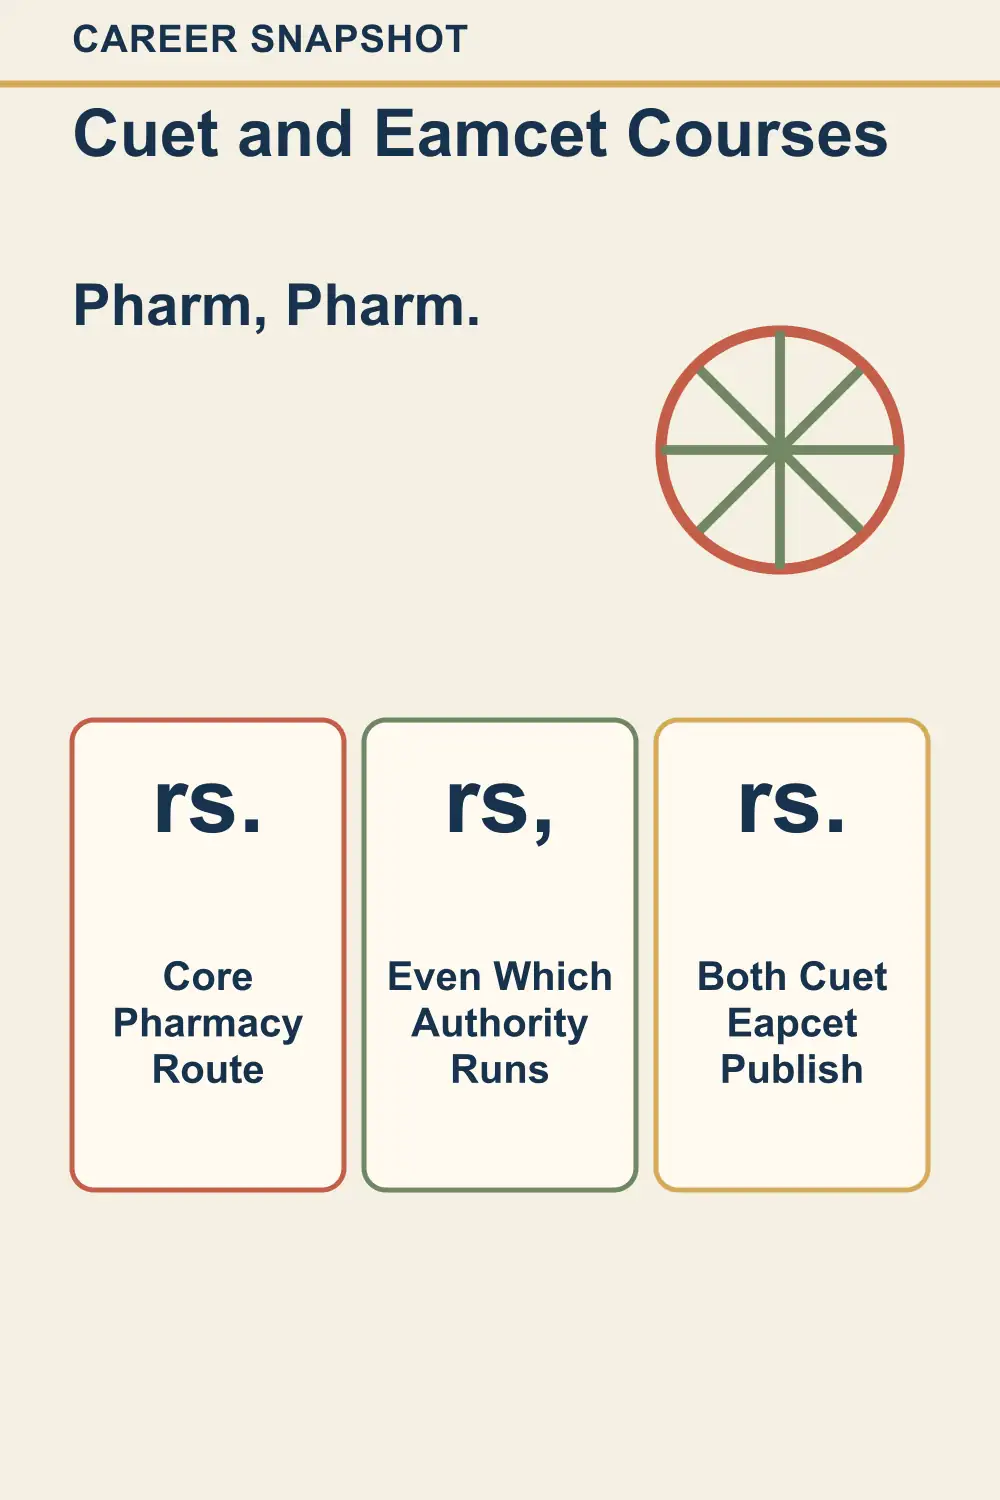 CAREER SNAPSHOT
Cuet and Eamcet Courses
Pharm, Pharm.
rs.
Core
Pharmacy
Route
rs,
Even Which
Authority
Runs
rs.
Both Cuet
Eapcet
Publish